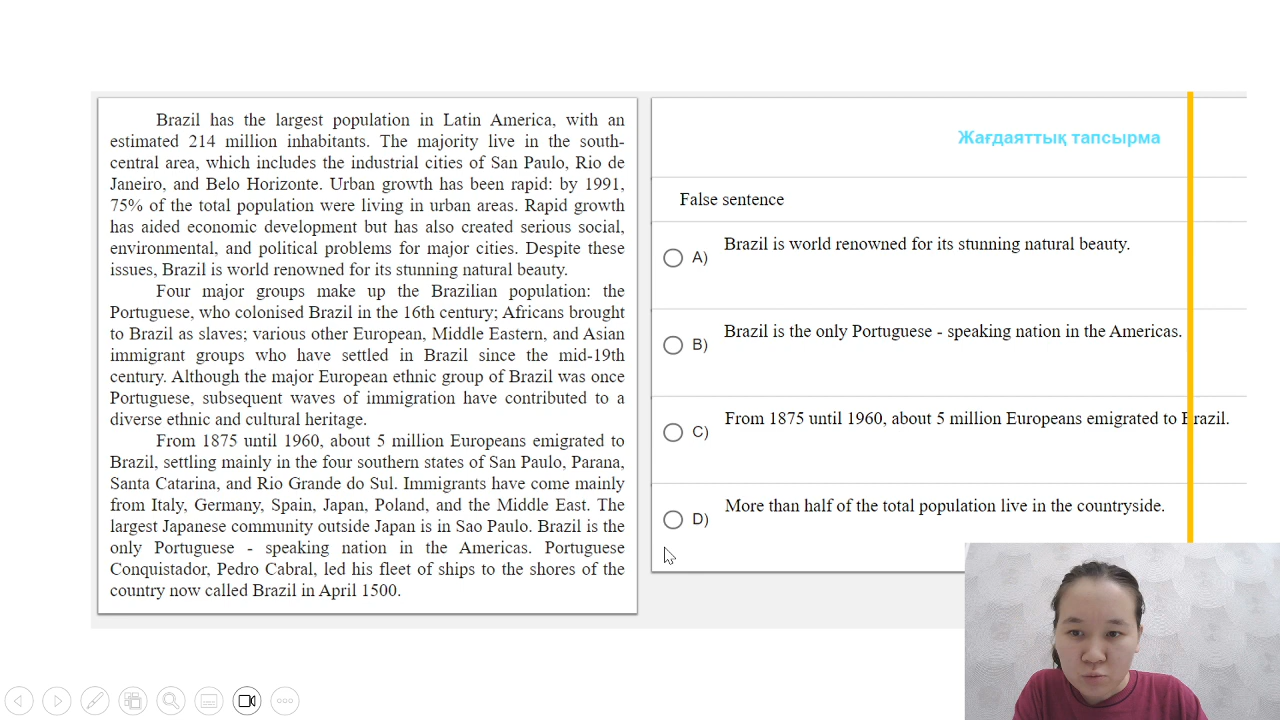 Brazil has the largest population in Latin America, with an
estimated 214 million inhabitants. The majority live in the south-
central area, which includes the industrial cities of San Paulo, Rio de
Janeiro, and Belo Horizonte. Urban growth has been rapid: by 1991,
75% of the total population were living in urban areas. Rapid growth
has aided economic development but has also created serious social,
environmental, and political problems for major cities. Despite these
issues, Brazil is world renowned for its stunning natural beauty.
Four major groups make up the Brazilian population: the
Portuguese, who colonised Brazil in the 16th century; Africans brought
to Brazil as slaves; various other European, Middle Eastern, and Asian
immigrant groups who have settled in Brazil since the mid-19th
century. Although the major European ethnic group of Brazil was once
Portuguese, subsequent waves of immigration have contributed to a
diverse ethnic and cultural heritage.
From 1875 until 1960, about 5 million Europeans emigrated to
Brazil, settling mainly in the four southern states of San Paulo, Parana,
Santa Catarina, and Rio Grande do Sul. Immigrants have come mainly
from Italy, Germany, Spain, Japan, Poland, and the Middle East. The
largest Japanese community outside Japan is in Sao Paulo. Brazil is the
only Portuguese - speaking nation in the Americas. Portuguese
Conquistador, Pedro Cabral, led his fleet of ships to the shores of the
country now called Brazil in April 1500.
Жағдаяттық тапсырма
False sentence
A) Brazil is world renowned for its stunning natural beauty.
B) Brazil is the only Portuguese - speaking nation in the Americas.
C) From 1875 until 1960, about 5 million Europeans emigrated to Brazil.
D) More than half of the total population live in the countryside.